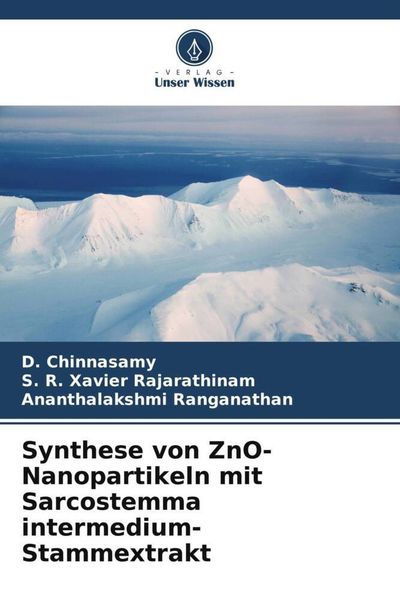 - VERLAG -
Unser Wissen
D. Chinnasamy
S. R. Xavier Rajarathinam
Ananthalakshmi Ranganathan
Synthese von ZnO-
Nanopartikeln mit
Sarcostemma
intermedium-
Stammextrakt